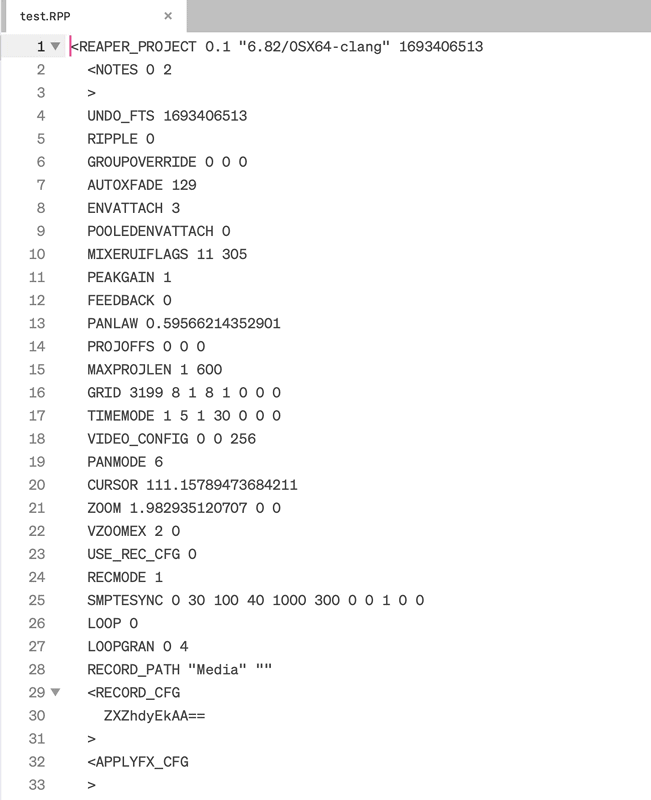 test.RPP ×
1 <REAPER_PROJECT 0.1 "6.82/OSX64-clang" 1693406513
2 <NOTES 0 2
3 >
4 UNDO_FTS 1693406513
5 RIPPLE 0
6 GROUPOVERRIDE 0 0 0
7 AUTOXFADE 129
8 ENVATTACH 3
9 POOLEDENVATTACH 0
10 MIXERUIFLAGS 11 305
11 PEAKGAIN 1
12 FEEDBACK 0
13 PANLAW 0.59566214352901
14 PROJOFFS 0 0 0
15 MAXPROJLEN 1 600
16 GRID 3199 8 1 8 1 0 0 0
17 TIMEMODE 1 5 1 30 0 0 0
18 VIDEO_CONFIG 0 0 256
19 PANMODE 6
20 CURSOR 111.15789473684211
21 ZOOM 1.982935120707 0 0
22 VZOOMEX 2 0
23 USE_REC_CFG 0
24 RECMODE 1
25 SMPTESYNC 0 30 100 40 1000 300 0 0 1 0 0
26 LOOP 0
27 LOOPGRAN 0 4
28 RECORD_PATH "Media" ""
29 <RECORD_CFG
30 ZXZhdyEkAA==
31 >
32 <APPLYFX_CFG
33 >